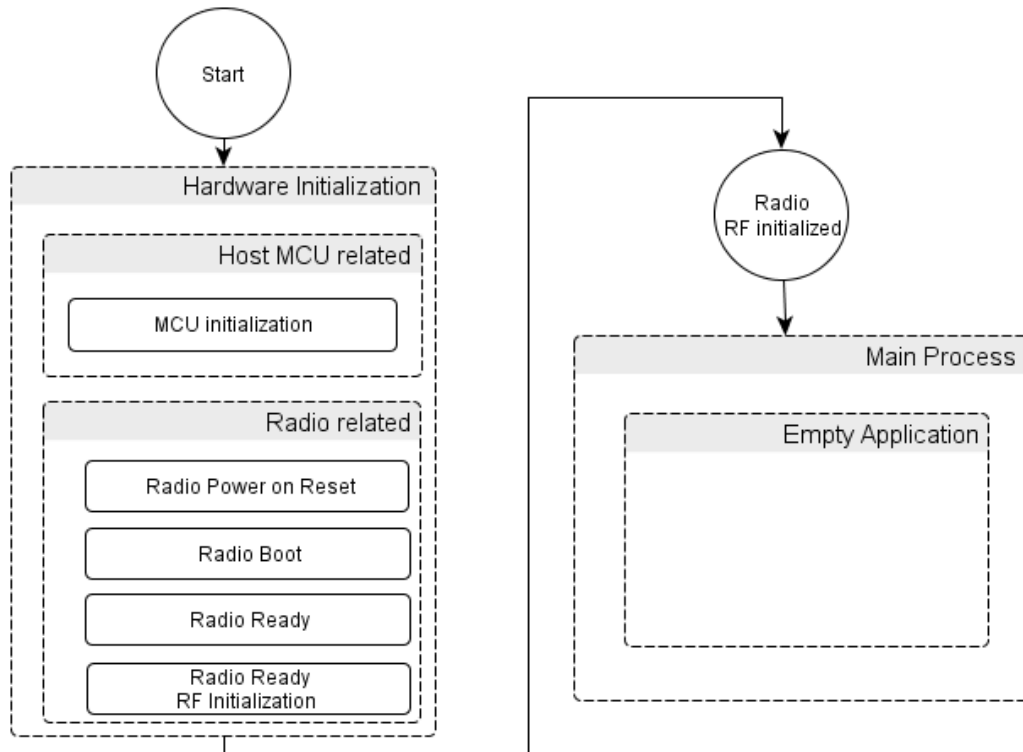 Start
Hardware Initialization
Host MCU related
MCU initialization
Radio related
Radio Power on Reset
Radio Boot
Radio Ready
Radio Ready
RF Initialization
Radio
RF initialized
Main Process
Empty Application